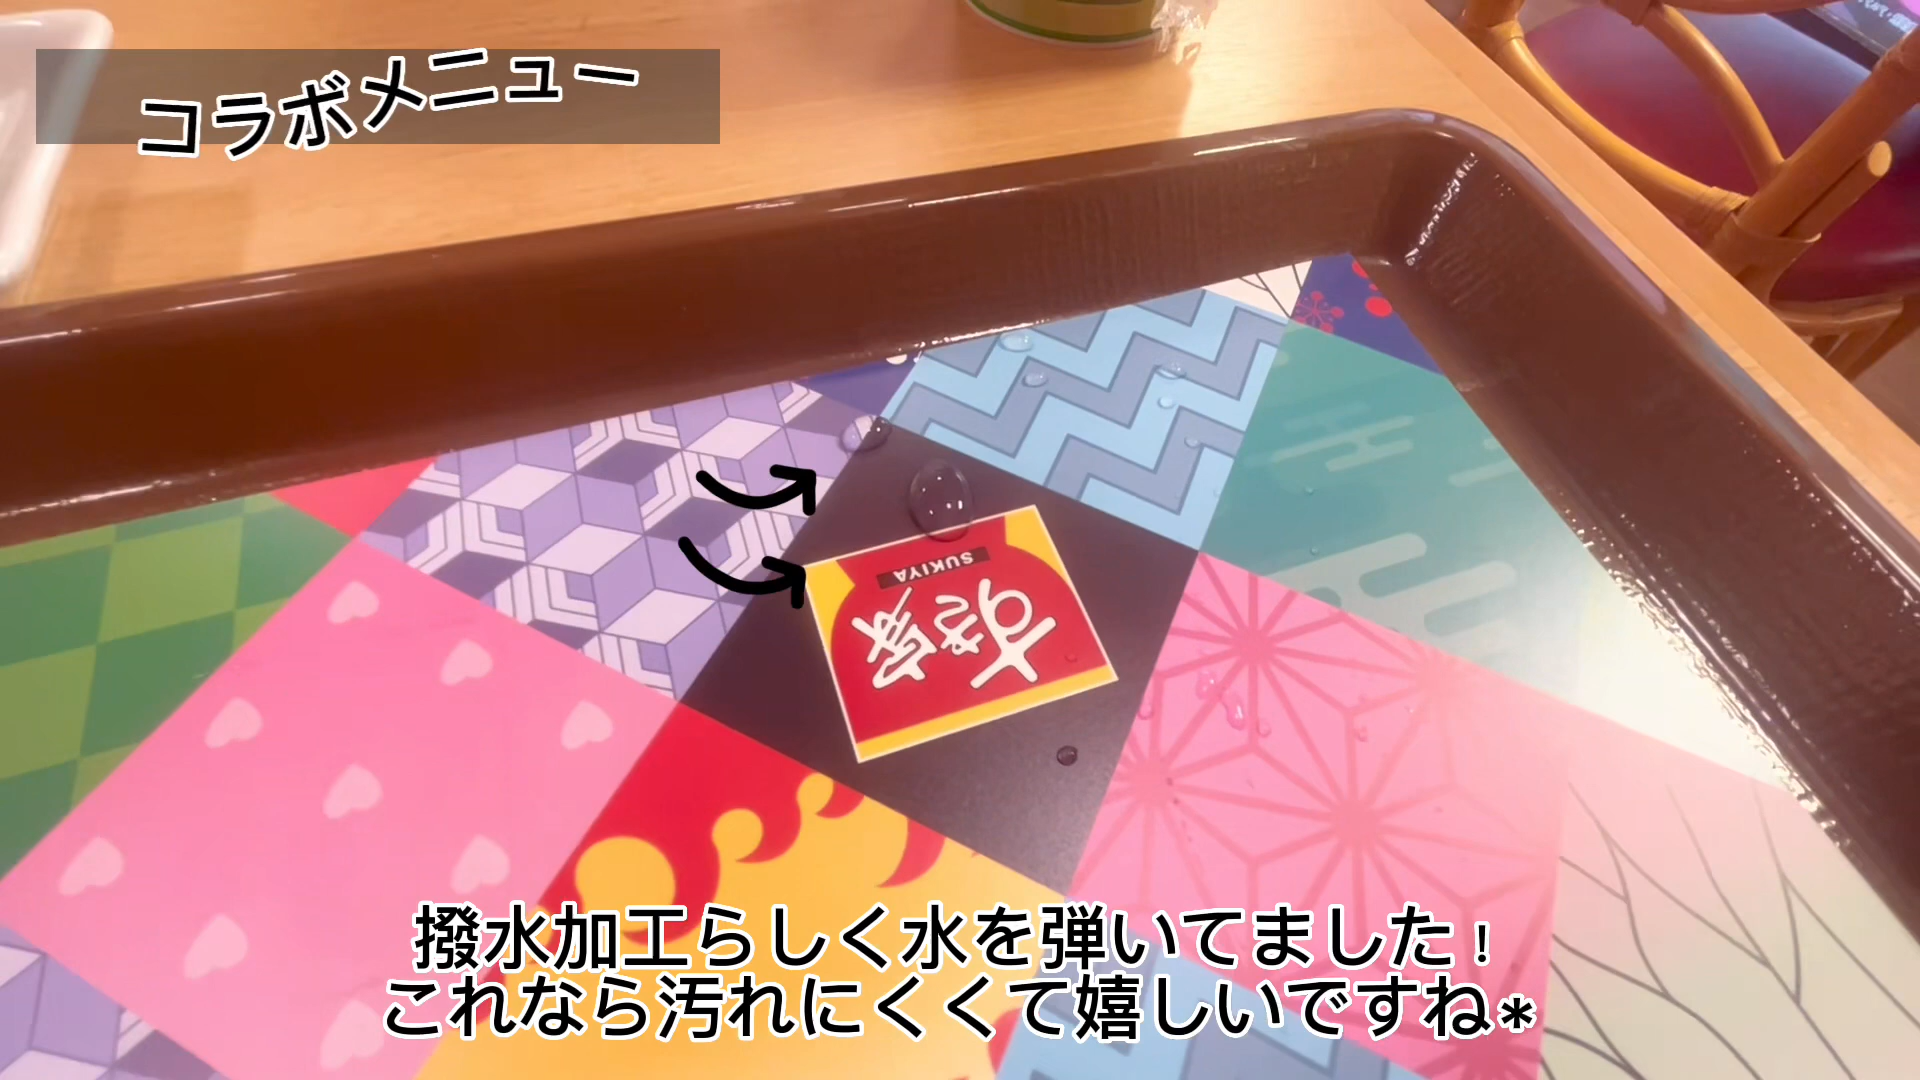 コラボメニュー
SUKIYA
すき家
撥水加工らしく水を弾いてました！
これなら汚れにくくて嬉しいですね*